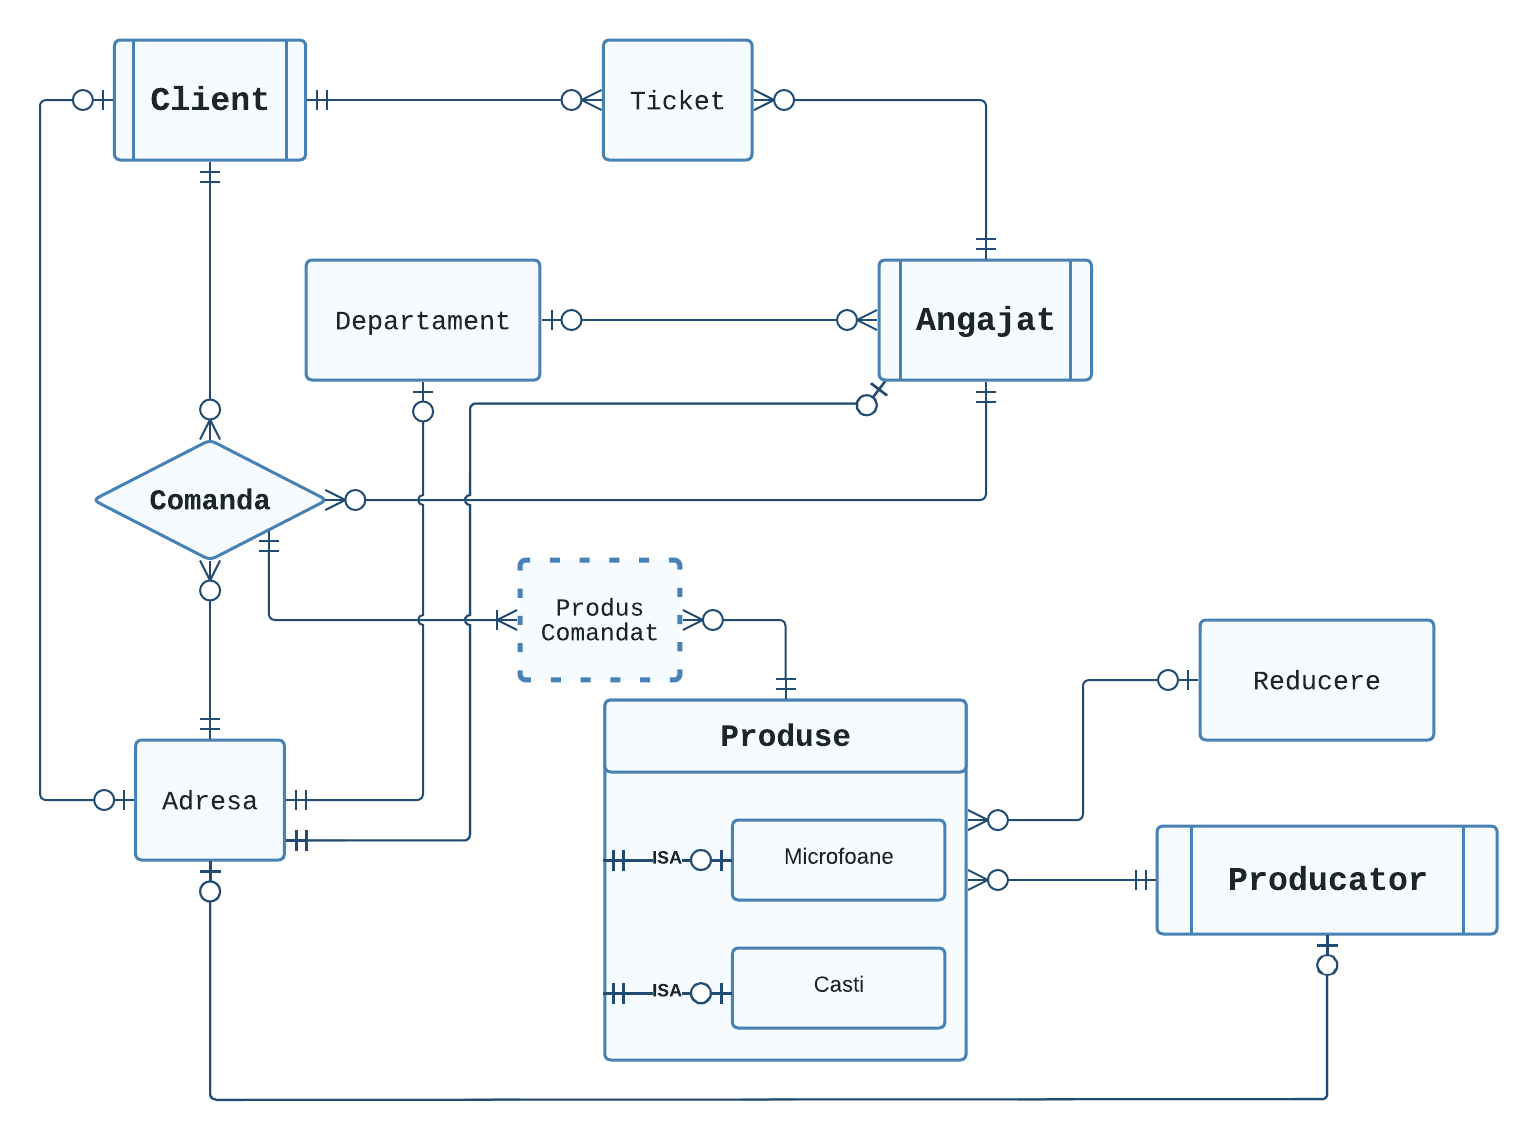 Client
Ticket
Departament
Angajat
Comanda
Produs
Comandat
Reducere
Produse
Adresa
ISA
Microfoane
Producator
ISA
Casti